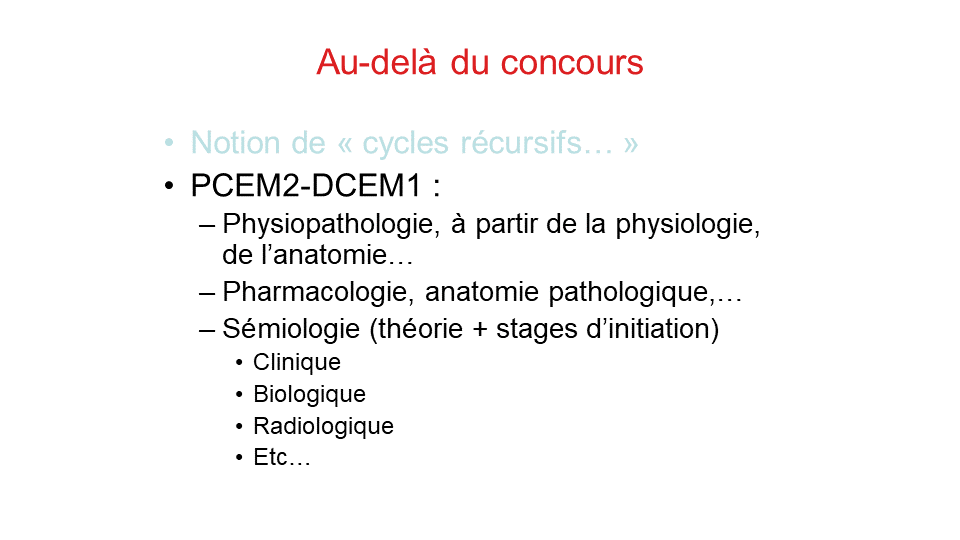 Au-delà du concours
• Notion de « cycles récursifs… »
• PCEM2-DCEM1 :
– Physiopathologie, à partir de la physiologie,
de l’anatomie…
– Pharmacologie, anatomie pathologique,…
– Sémiologie (théorie + stages d’initiation)
• Clinique
• Biologique
• Radiologique
• Etc…